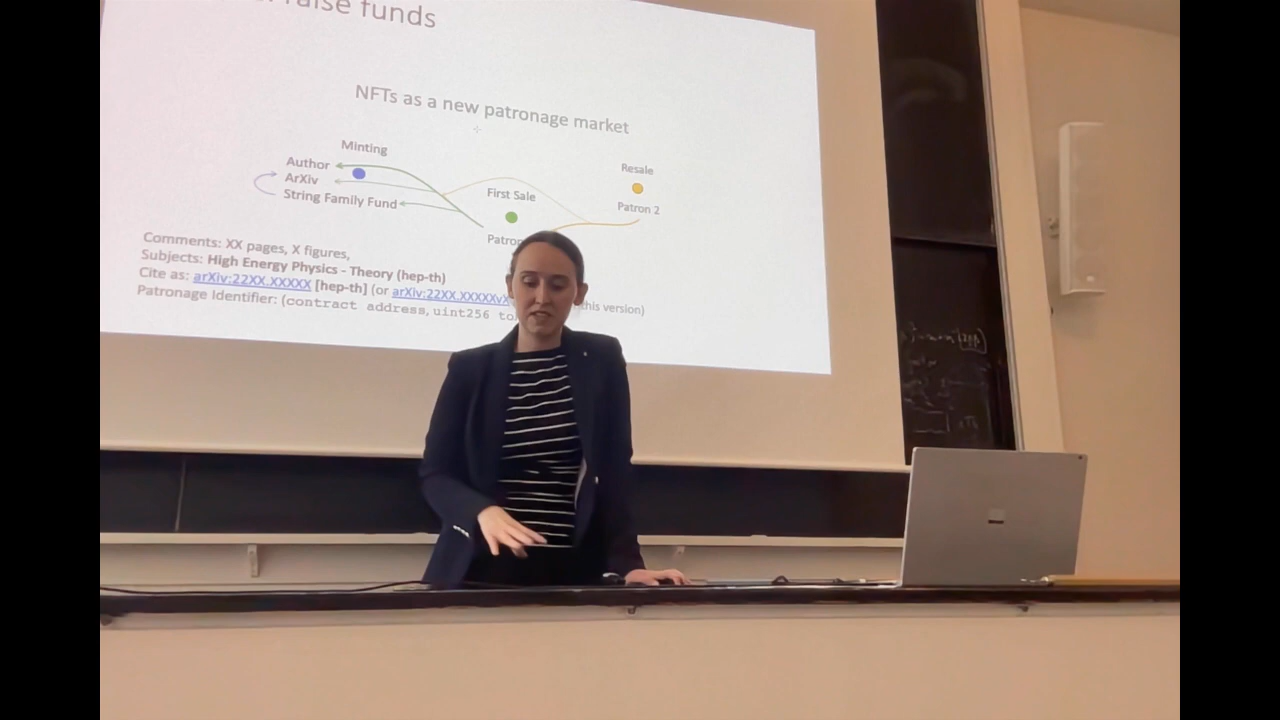 raise funds
NFTs as a new patronage market
Minting
Author
ArXiv
String Family Fund
First Sale
Resale
Patron 2
Comments: XX pages, X figures,
Subjects: High Energy Physics - Theory (hep-th)
Cite as: arXiv:22XX.XXXXX [hep-th] (or arXiv:22XX.XXXXXvX this version)
Patronage Identifier: (contract address, uint256